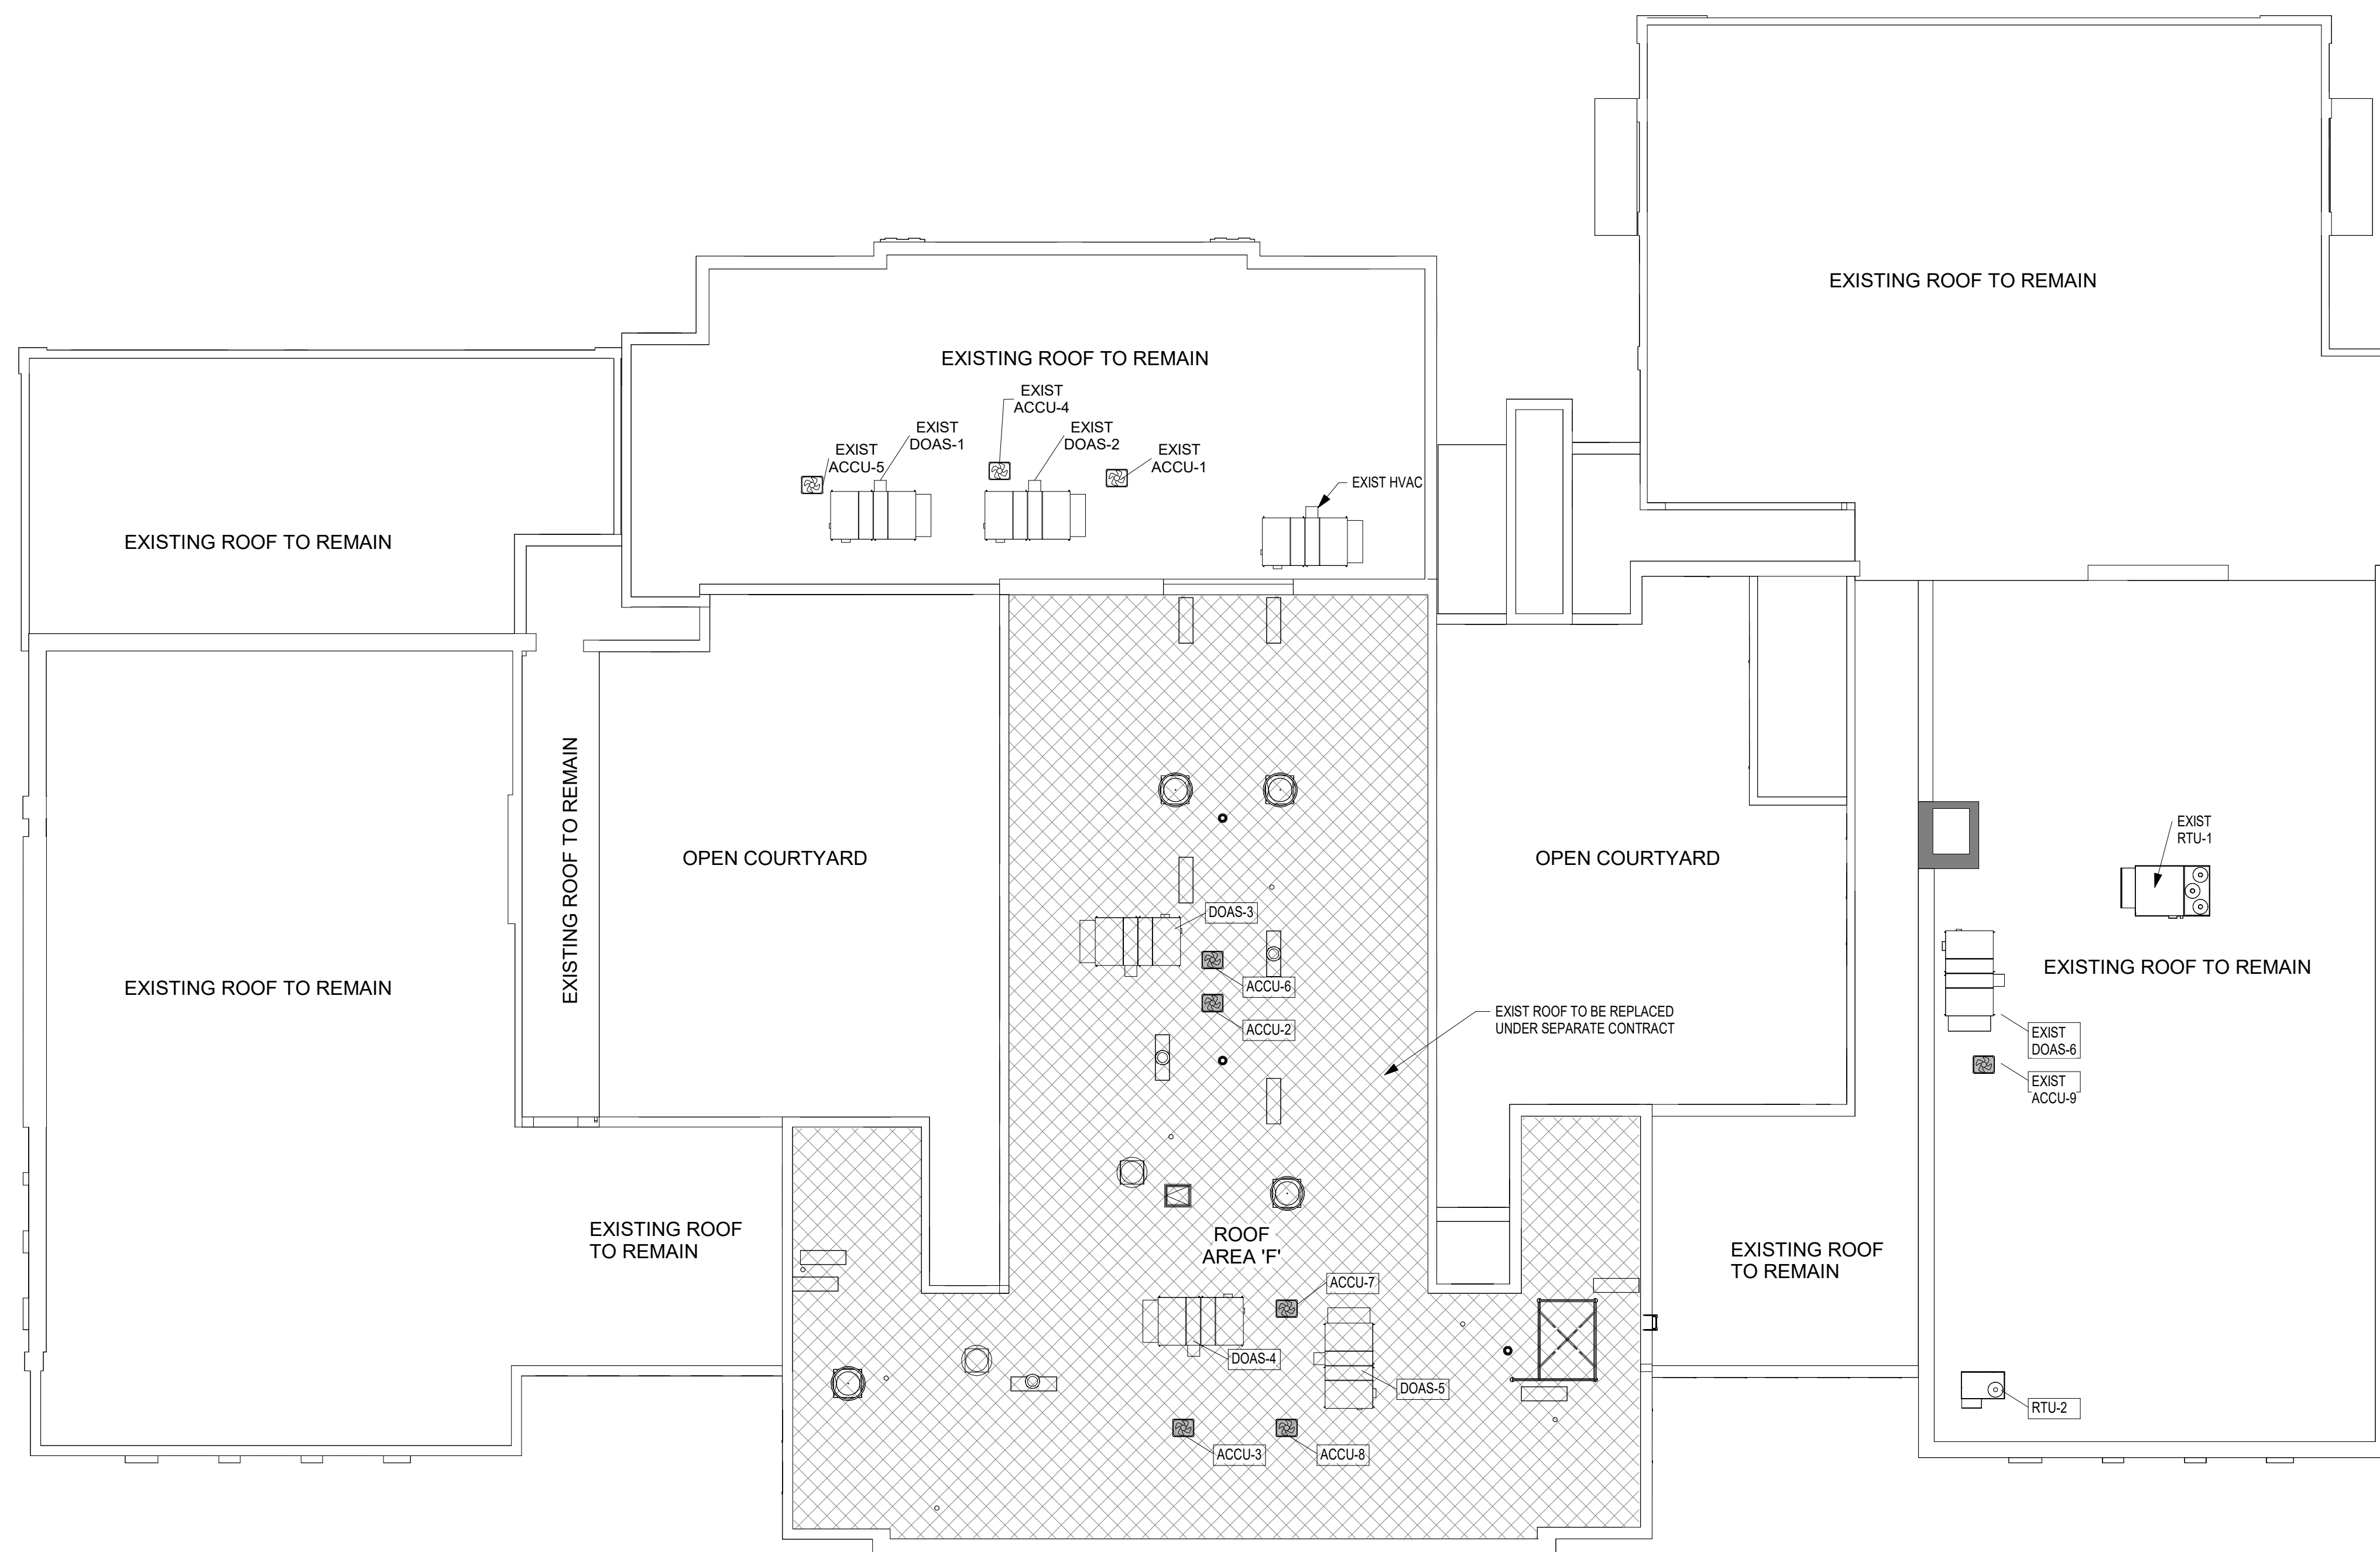 EXISTING ROOF TO REMAIN
EXISTING ROOF TO REMAIN
EXIST
ACCU-4
EXIST
DOAS-1
EXIST
DOAS-2
EXIST
ACCU-5
EXIST
ACCU-1
EXIST HVAC
EXISTING ROOF TO REMAIN
EXISTING ROOF TO REMAIN
OPEN COURTYARD
OPEN COURTYARD
EXIST
RTU-1
DOAS-3
EXISTING ROOF TO REMAIN
EXISTING ROOF TO REMAIN
ACCU-6
ACCU-2
EXIST ROOF TO BE REPLACED
UNDER SEPARATE CONTRACT
EXIST
DOAS-6
EXIST
ACCU-9
EXISTING ROOF
TO REMAIN
ROOF
AREA 'F'
EXISTING ROOF
TO REMAIN
ACCU-7
DOAS-4
DOAS-5
RTU-2
ACCU-3
ACCU-8